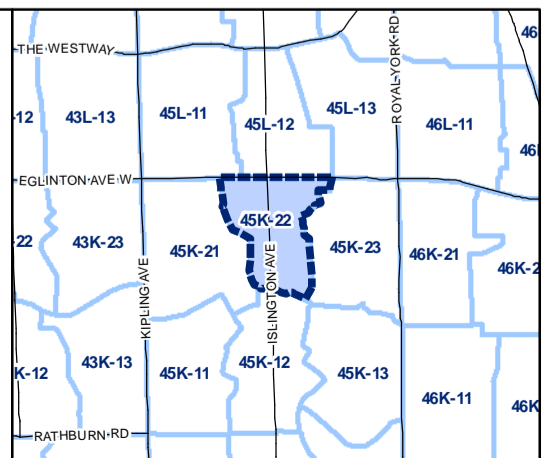 46
THE WESTWAY
ROYAL YORK RD
-12
43L-13
45L-11
45L-12
45L-13
46L-11
46
EGLINTON AVE W
45K-22
-22
43K-23
45K-21
45K-23
46K-21
46K-2
KIPLING AVE
ISLINGTON AVE
K-12
43K-13
45K-11
45K-12
45K-13
46K-11
46K
RATHBURN RD